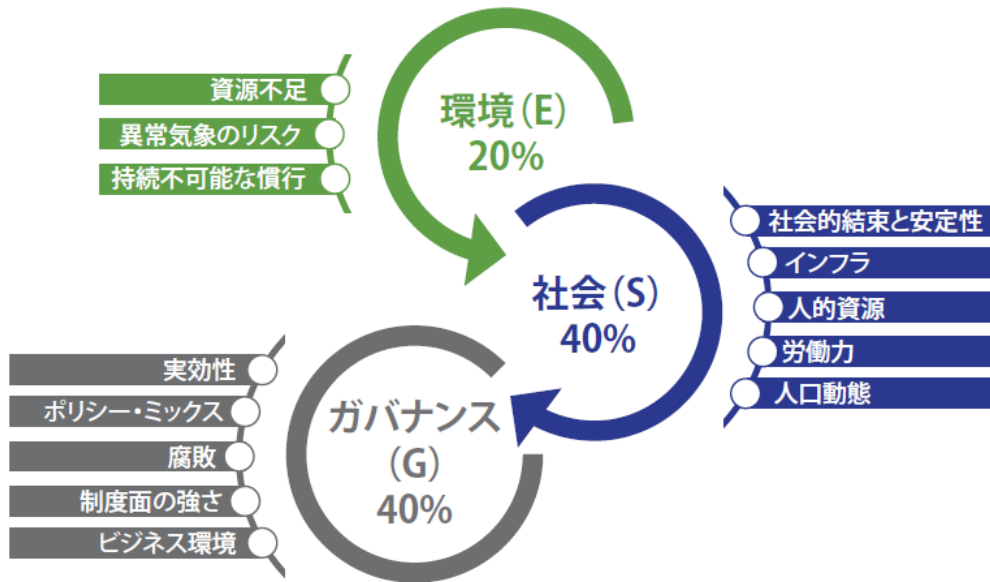 環境(E)
20%
資源不足
異常気象のリスク
持続不可能な慣行
社会(S)
40%
社会的結束と安定性
インフラ
人的資源
労働力
人口動態
ガバナンス
(G)
40%
実効性
ポリシー・ミックス
腐敗
制度面の強さ
ビジネス環境